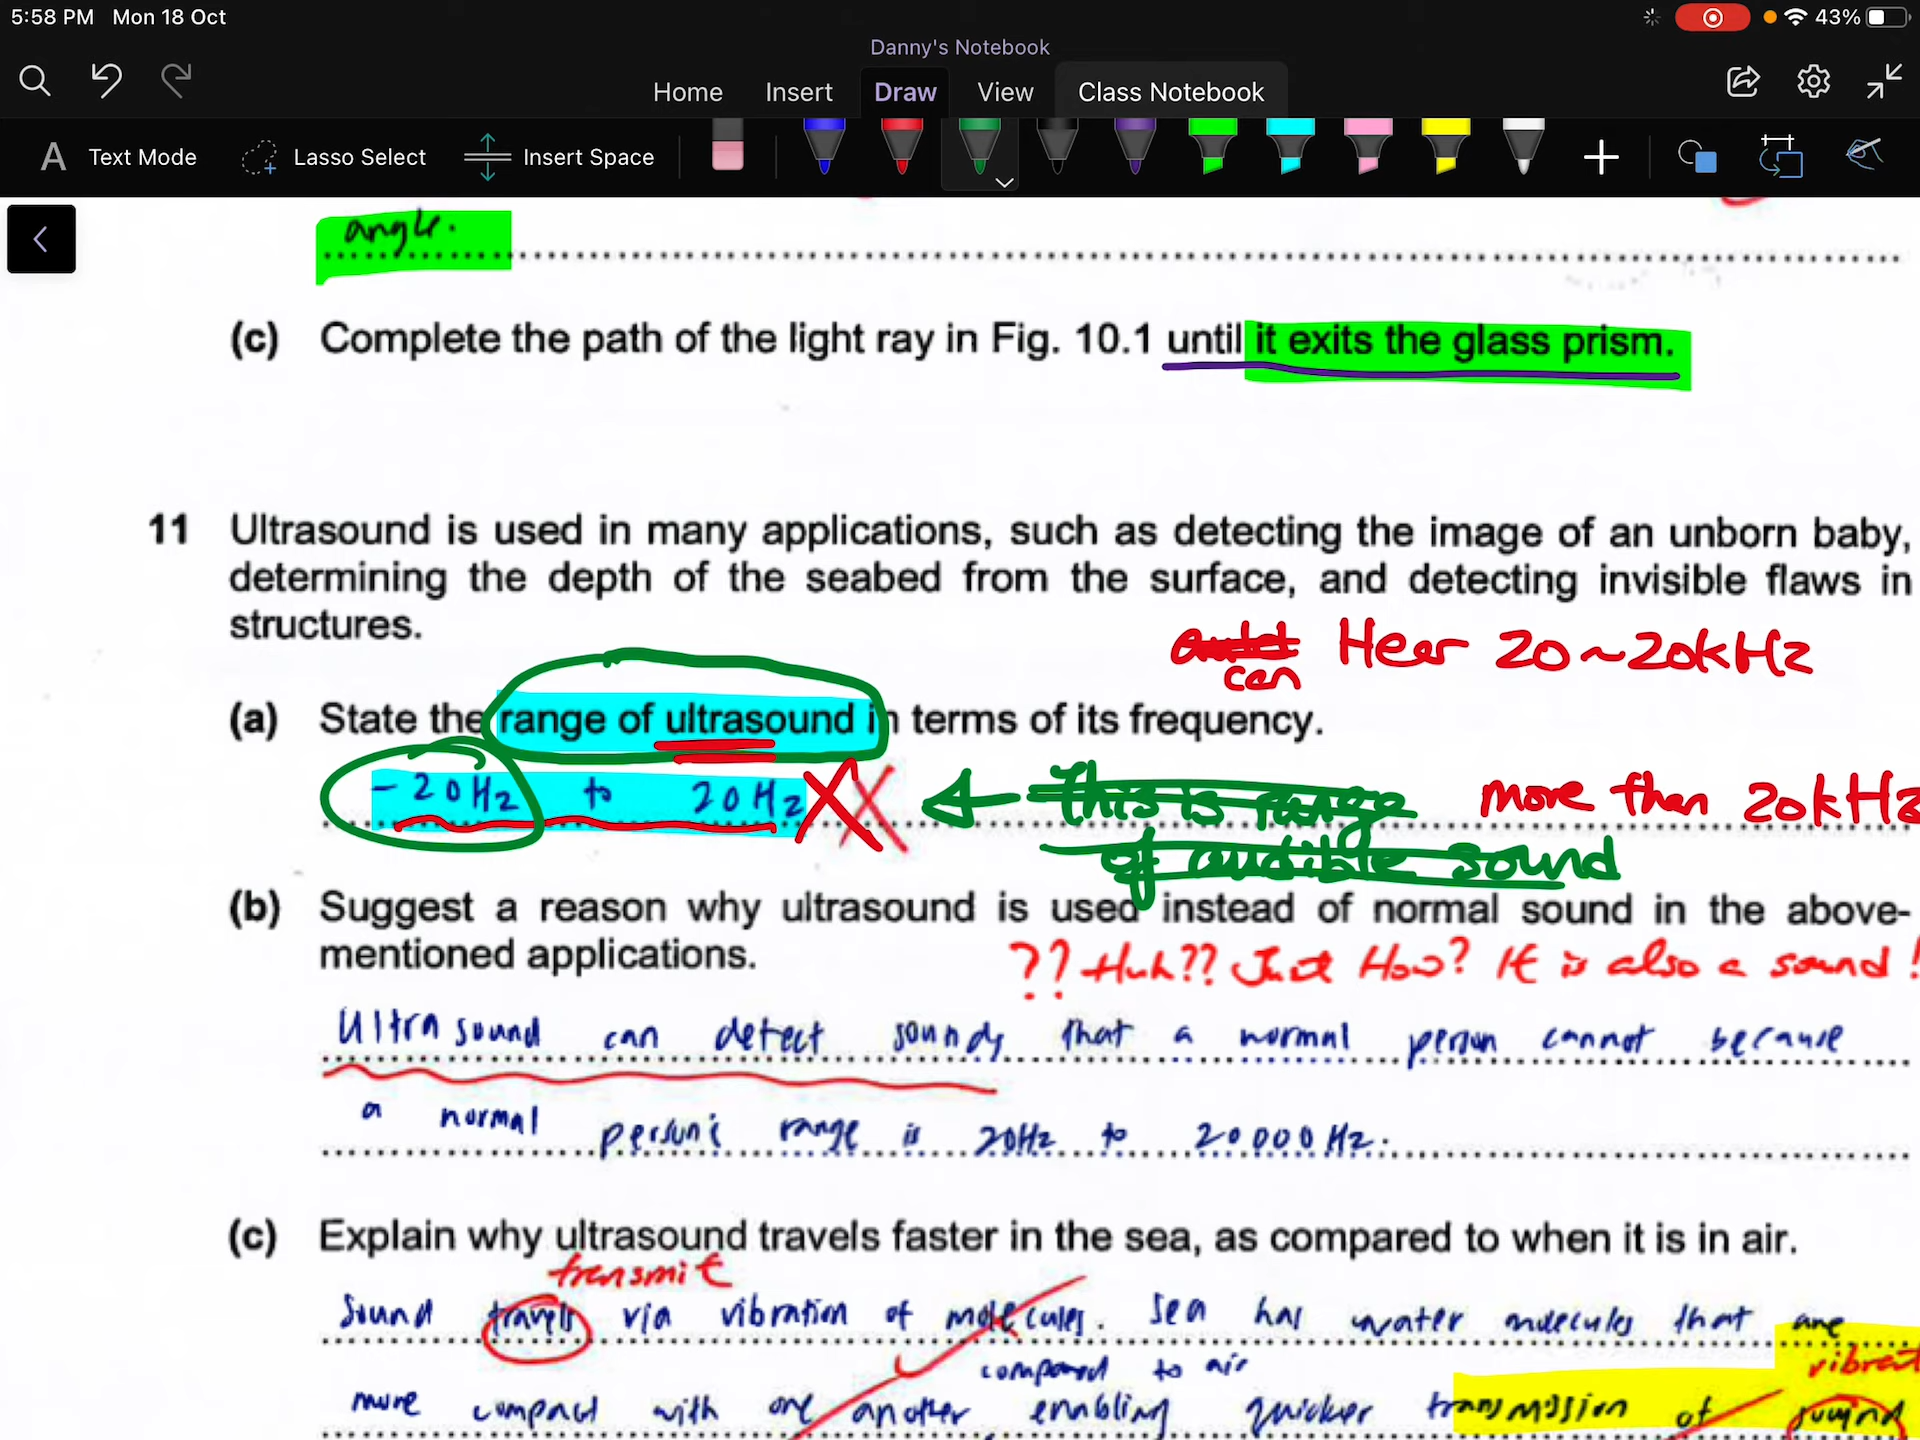 5:58 PM Mon 18 Oct
43%
Danny's Notebook
Home Insert Draw View Class Notebook
Text Mode Lasso Select Insert Space
angle.
(c) Complete the path of the light ray in Fig. 10.1 until it exits the glass prism.
11 Ultrasound is used in many applications, such as detecting the image of an unborn baby,
determining the depth of the seabed from the surface, and detecting invisible flaws in
structures.
Hear 20~20kHz
can
(a) State the range of ultrasound in terms of its frequency.
-20Hz to 20Hz
This is range
more than 20kHz
of audible sound
(b) Suggest a reason why ultrasound is used instead of normal sound in the above-
mentioned applications.
?? Huh?? Just How? It is also a sound!
Ultra sound can detect sounds that a normal person cannot because
a normal person's range is 20Hz to 20000Hz.
(c) Explain why ultrasound travels faster in the sea, as compared to when it is in air.
transmit
Sound travels via vibration of molecules. Sea has water molecules that are
compared to air
more compact with one another enabling quicker transmission of sound